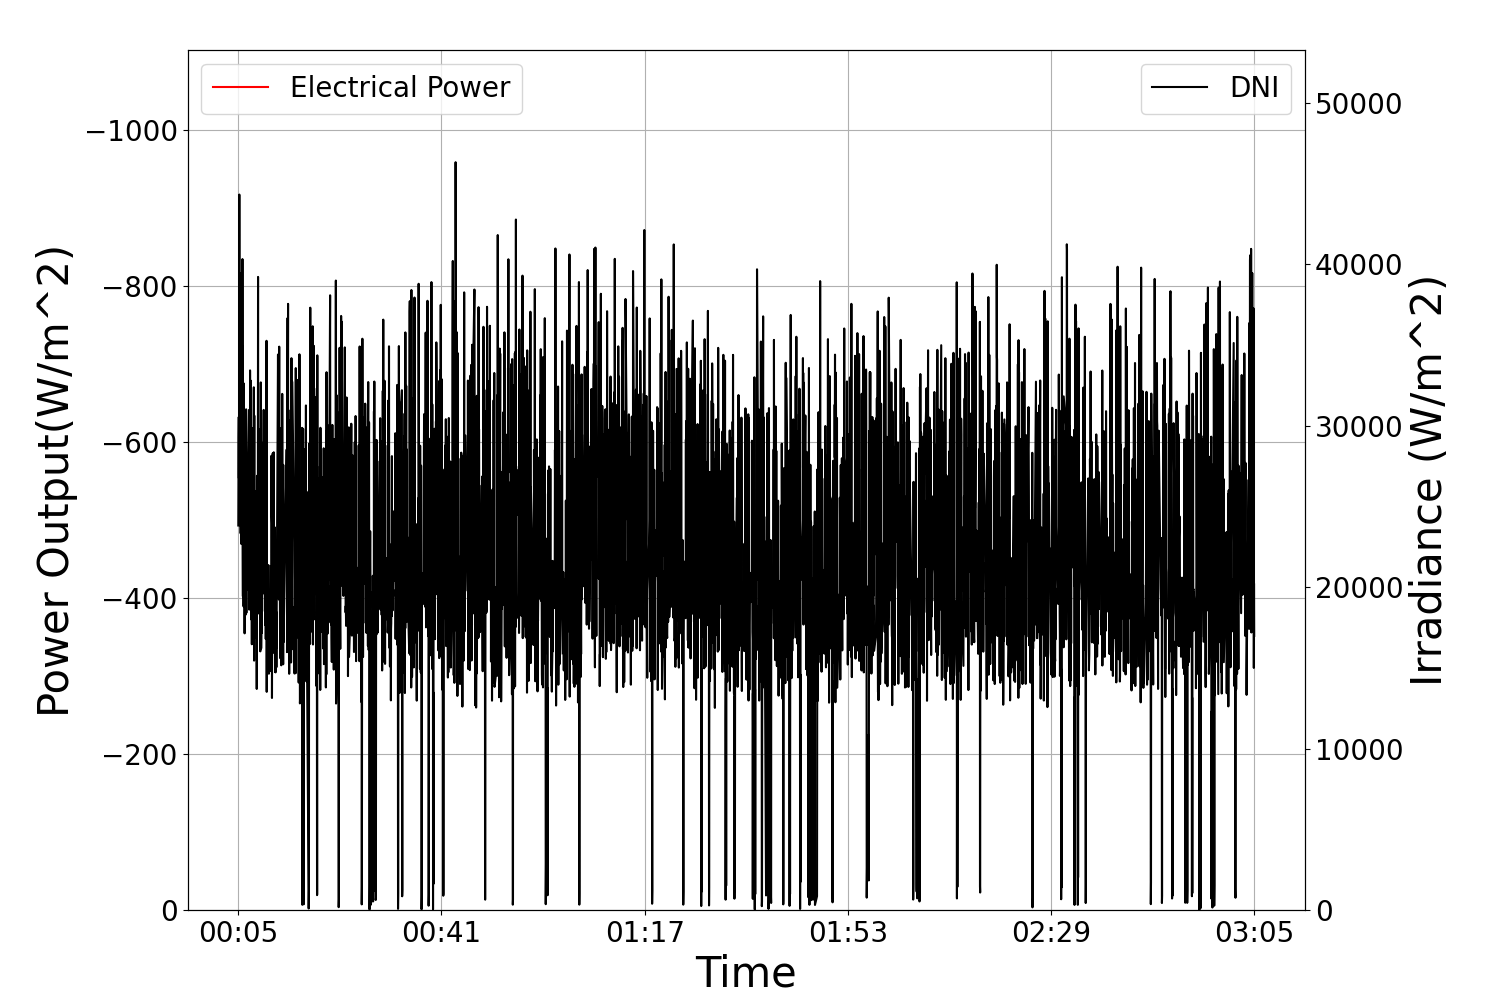 Electrical Power
DNI
Power Output(W/m^2)
−1000
−800
−600
−400
−200
0
50000
40000
30000
20000
10000
0
Irradiance (W/m^2)
00:05 00:41 01:17 01:53 02:29 03:05
Time